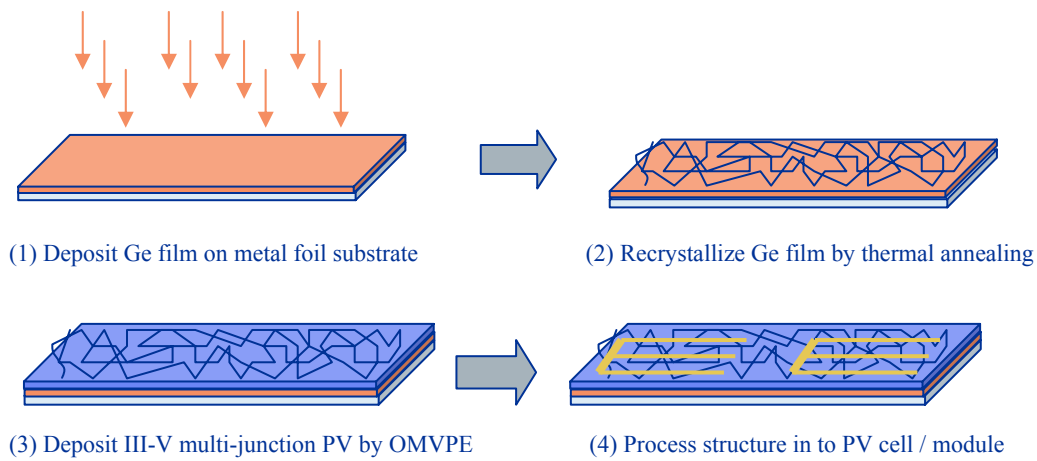 (1) Deposit Ge film on metal foil substrate
(2) Recrystallize Ge film by thermal annealing
(3) Deposit III-V multi-junction PV by OMVPE
(4) Process structure in to PV cell / module